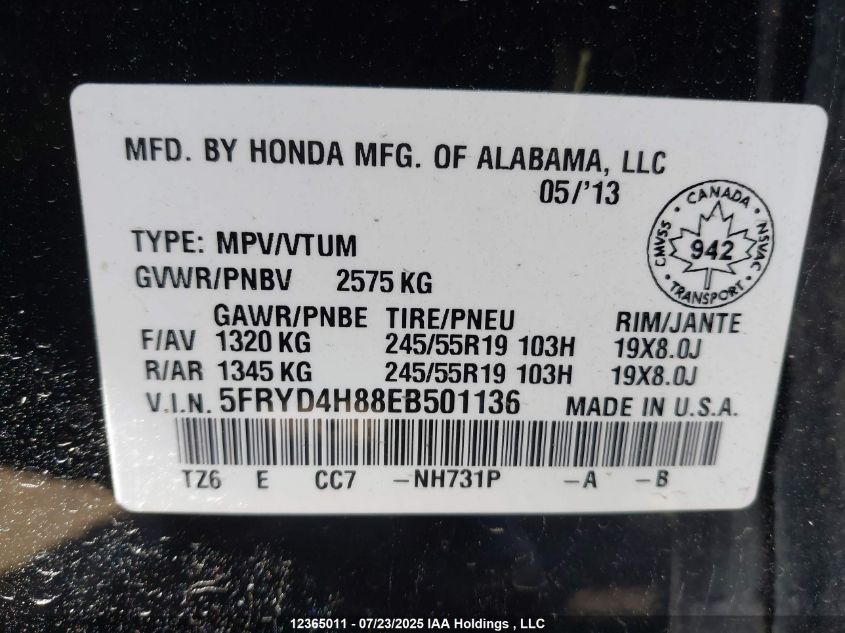 MFD. BY HONDA MFG. OF ALABAMA, LLC
05/'13
CANADA
CMVSS 942 NSVAC
TRANSPORT
TYPE: MPV/VTUM
GVWR/PNBV 2575 KG
GAWR/PNBE TIRE/PNEU RIM/JANTE
F/AV 1320 KG 245/55R19 103H 19X8.0J
R/AR 1345 KG 245/55R19 103H 19X8.0J
V.I.N. 5FRYD4H88EB501136 MADE IN U.S.A.
TZ6 E CC7 -NH731P -A -B
12365011 - 07/23/2025 IAA Holdings , LLC